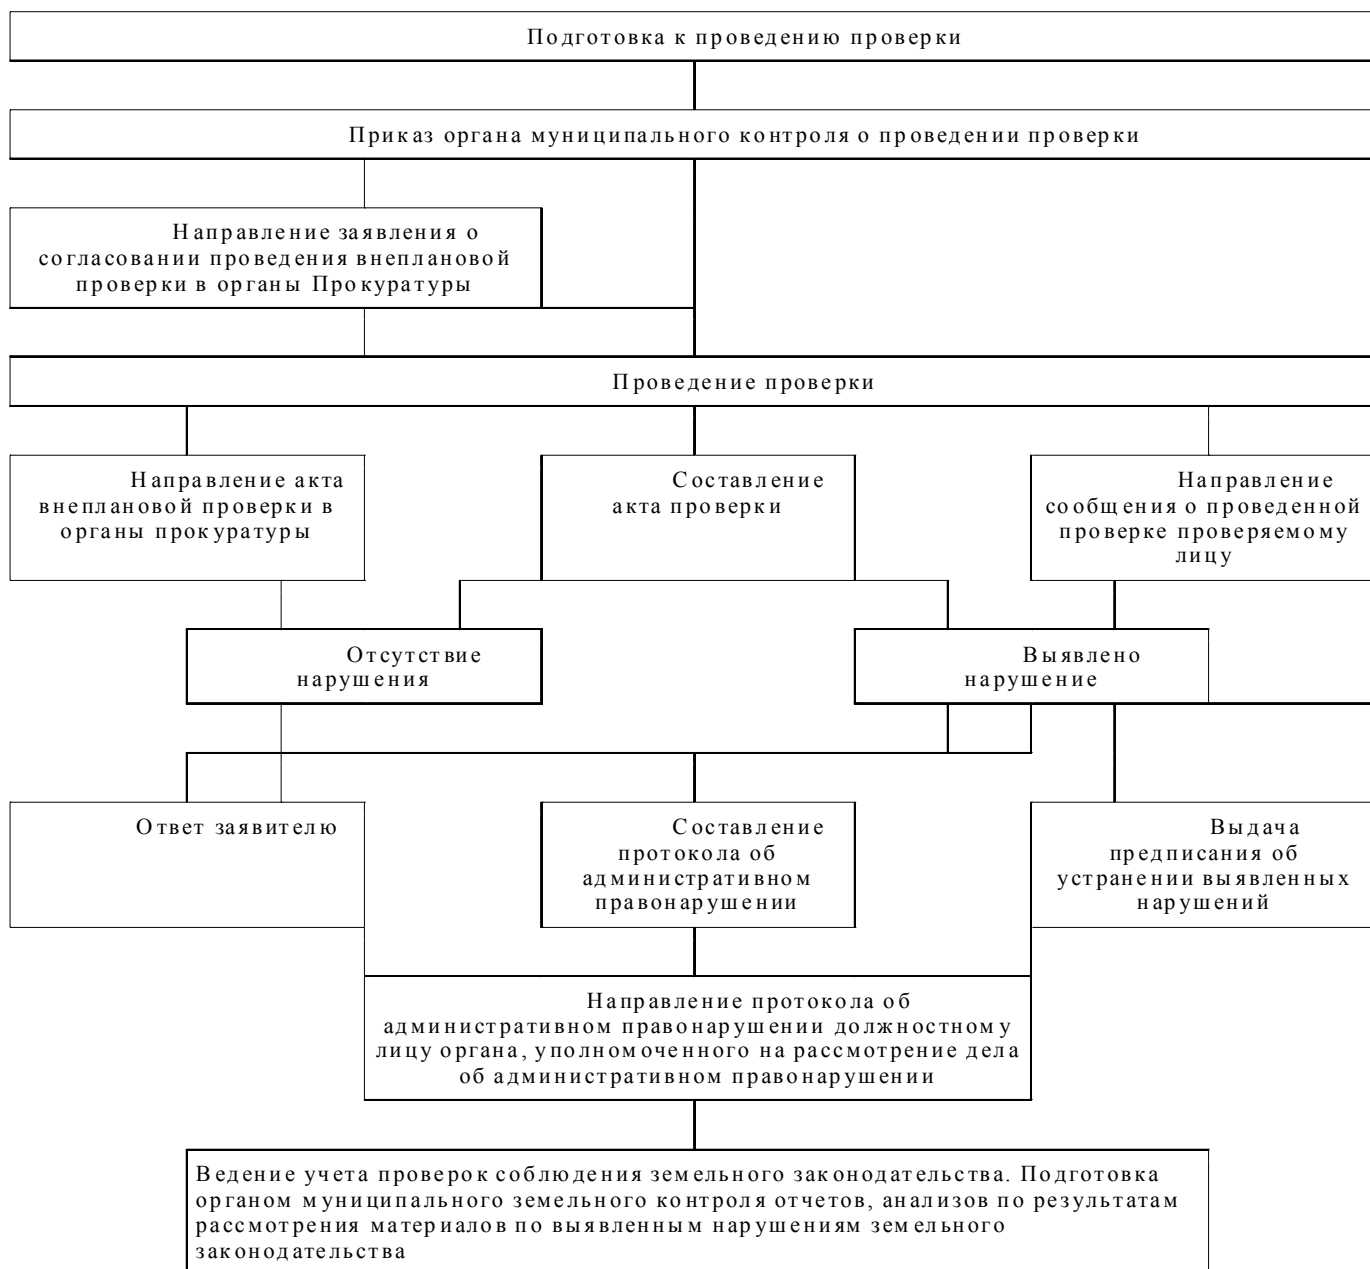 Подготовка к проведению проверки
Приказ органа муниципального контроля о проведении проверки
Направление заявления о
согласовании проведения внеплановой
проверки в органы Прокуратуры
Проведение проверки
Направление акта
внеплановой проверки в
органы прокуратуры
Составление
акта проверки
Направление
сообщения о проведенной
проверке проверяемому
лицу
Отсутствие
нарушения
Выявлено
нарушение
Ответ заявителю
Составление
протокола об
административном
правонарушении
Выдача
предписания об
устранении выявленных
нарушений
Направление протокола об
административном правонарушении должностному
лицу органа, уполномоченного на рассмотрение дела
об административном правонарушении
Ведение учета проверок соблюдения земельного законодательства. Подготовка
органом муниципального земельного контроля отчетов, анализов по результатам
рассмотрения материалов по выявленным нарушениям земельного
законодательства